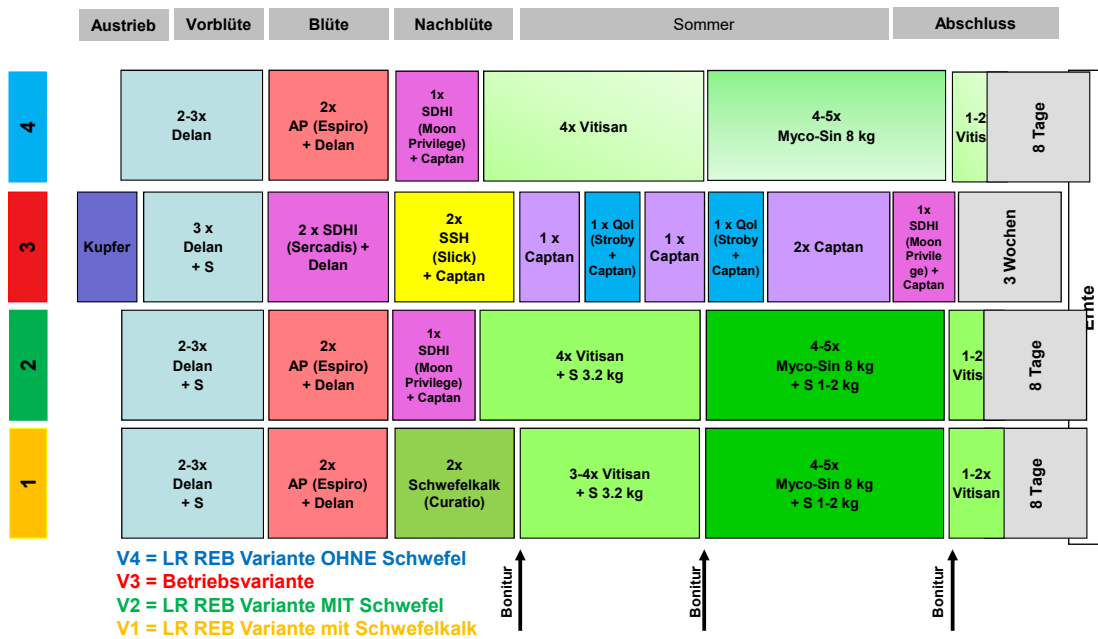 Austrieb
Vorblüte
Blüte
Nachblüte
Sommer
Abschluss
4
2-3x
Delan
2x
AP (Espiro)
+ Delan
1x
SDHI
(Moon
Privilege)
+ Captan
4x Vitisan
4-5x
Myco-Sin 8 kg
1-2
Vitis
8 Tage
3
Kupfer
3 x
Delan
+ S
2 x SDHI
(Sercadis) +
Delan
2x
SSH
(Slick)
+ Captan
1 x
Captan
1 x QoI
(Stroby
+
Captan)
1 x
Captan
1 x QoI
(Stroby
+
Captan)
2x Captan
1x
SDHI
(Moon
Privile
ge) +
Captan
3 Wochen
Ernte
2
2-3x
Delan
+ S
2x
AP (Espiro)
+ Delan
1x
SDHI
(Moon
Privilege)
+ Captan
4x Vitisan
+ S 3.2 kg
4-5x
Myco-Sin 8 kg
+ S 1-2 kg
1-2
Vitis
8 Tage
1
2-3x
Delan
+ S
2x
AP (Espiro)
+ Delan
2x
Schwefelkalk
(Curatio)
3-4x Vitisan
+ S 3.2 kg
4-5x
Myco-Sin 8 kg
+ S 1-2 kg
1-2x
Vitisan
8 Tage
V4 = LR REB Variante OHNE Schwefel
V3 = Betriebsvariante
V2 = LR REB Variante MIT Schwefel
V1 = LR REB Variante mit Schwefelkalk
Bonitur
Bonitur
Bonitur